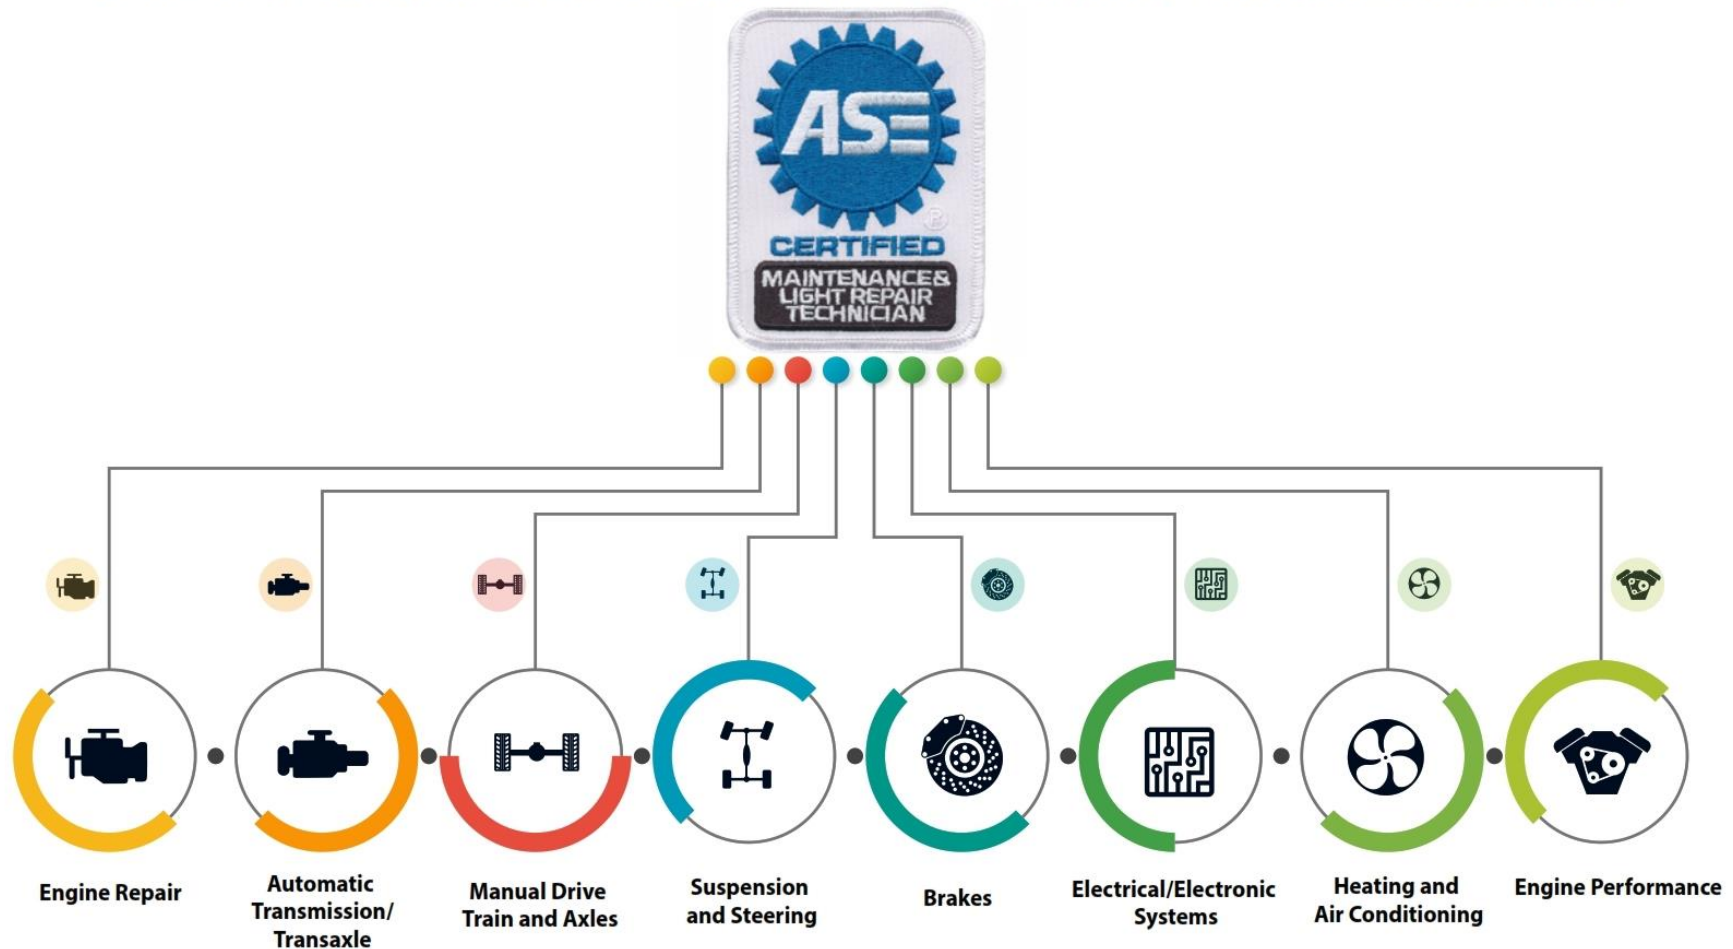 ASE
®
CERTIFIED
MAINTENANCE&
LIGHT REPAIR
TECHNICIAN
Engine Repair
Automatic
Transmission/
Transaxle
Manual Drive
Train and Axles
Suspension
and Steering
Brakes
Electrical/Electronic
Systems
Heating and
Air Conditioning
Engine Performance